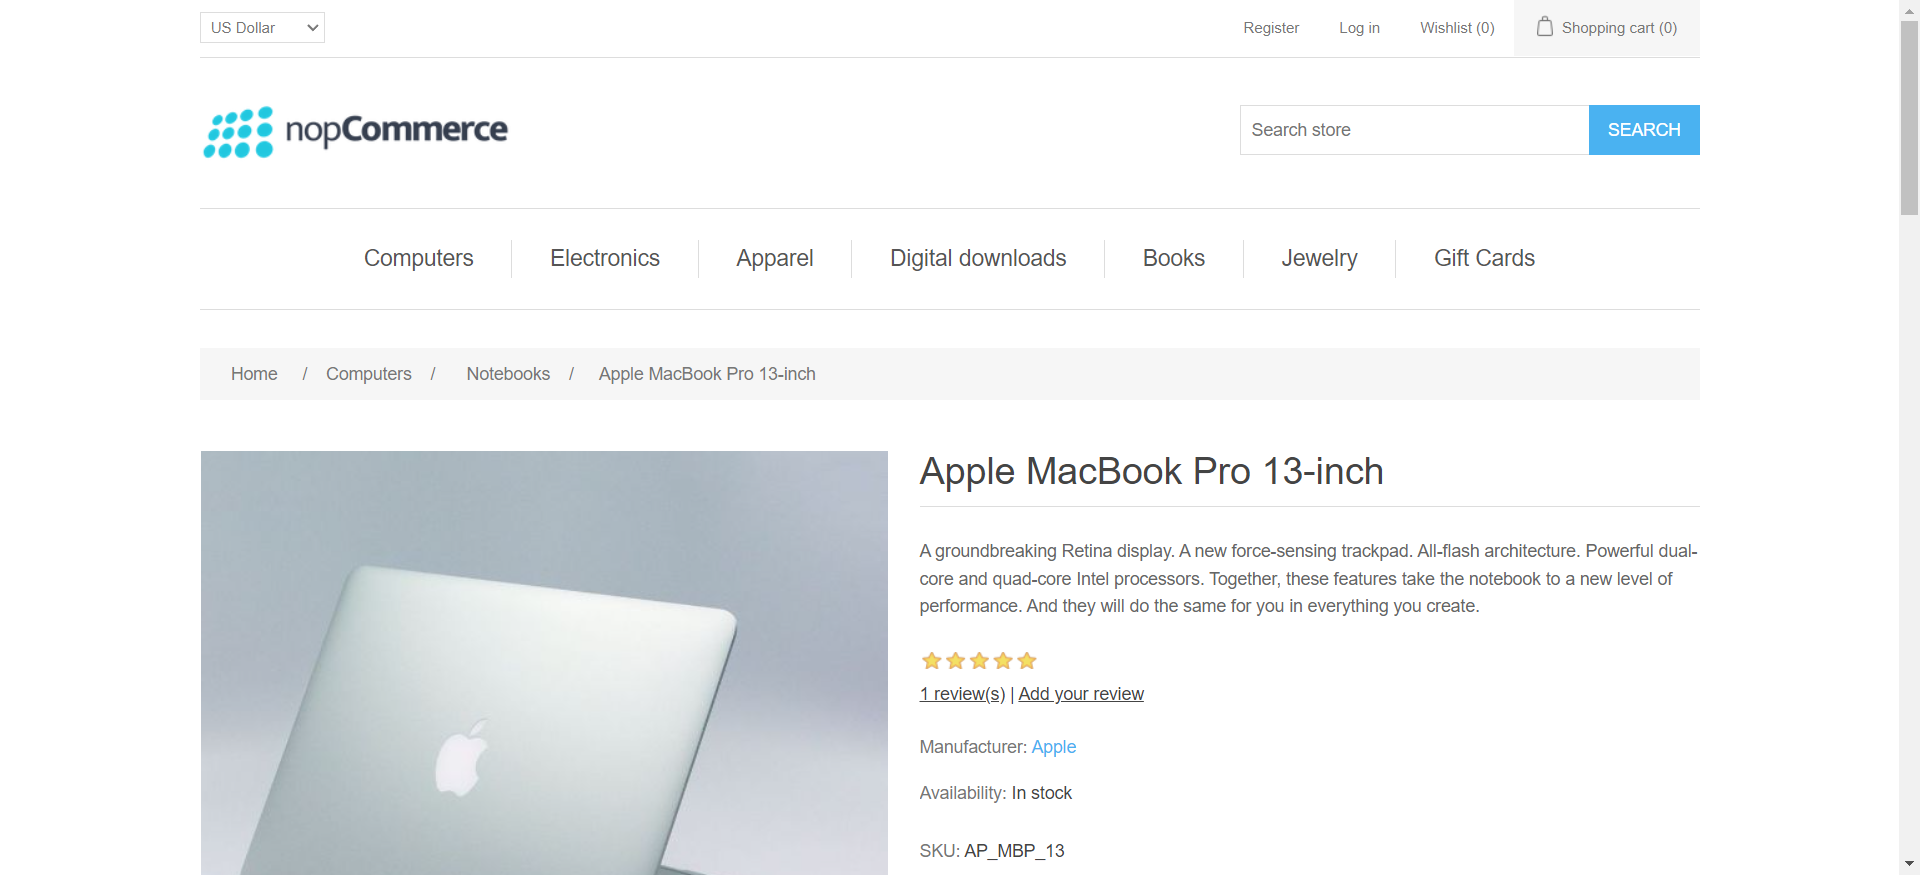 US Dollar
Register
Log in
Wishlist (0)
Shopping cart (0)
nopCommerce
Search store
SEARCH
Computers
Electronics
Apparel
Digital downloads
Books
Jewelry
Gift Cards
Home / Computers / Notebooks / Apple MacBook Pro 13-inch
Apple MacBook Pro 13-inch
A groundbreaking Retina display. A new force-sensing trackpad. All-flash architecture. Powerful dual-
core and quad-core Intel processors. Together, these features take the notebook to a new level of
performance. And they will do the same for you in everything you create.
1 review(s) | Add your review
Manufacturer: Apple
Availability: In stock
SKU: AP_MBP_13